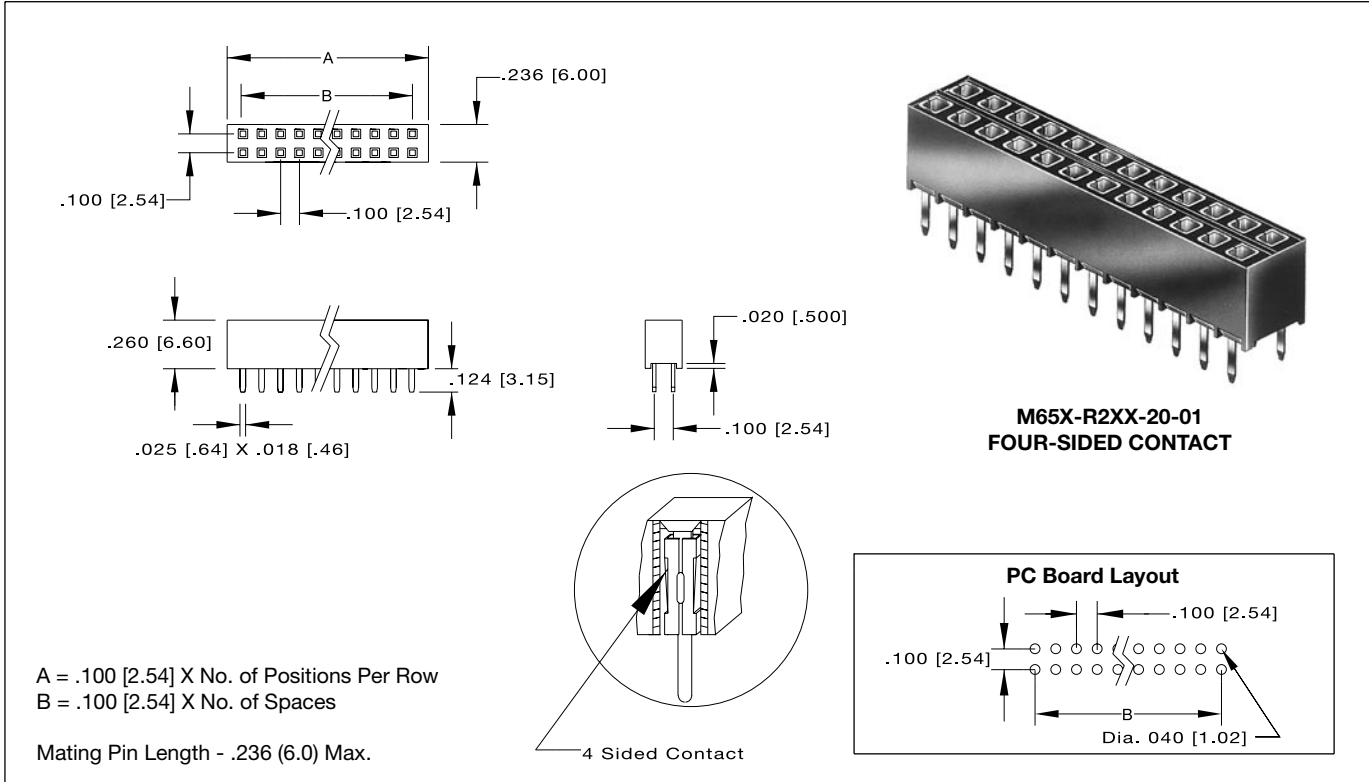 A
.236 [6.00]
B
.100 [2.54]
.100 [2.54]
.260 [6.60]
.124 [3.15]
.025 [.64] X .018 [.46]
.020 [.500]
.100 [2.54]
M65X-R2XX-20-01
FOUR-SIDED CONTACT
4 Sided Contact
A = .100 [2.54] X No. of Positions Per Row
B = .100 [2.54] X No. of Spaces
Mating Pin Length - .236 (6.0) Max.
PC Board Layout
.100 [2.54]
.100 [2.54]
B
Dia. 040 [1.02]